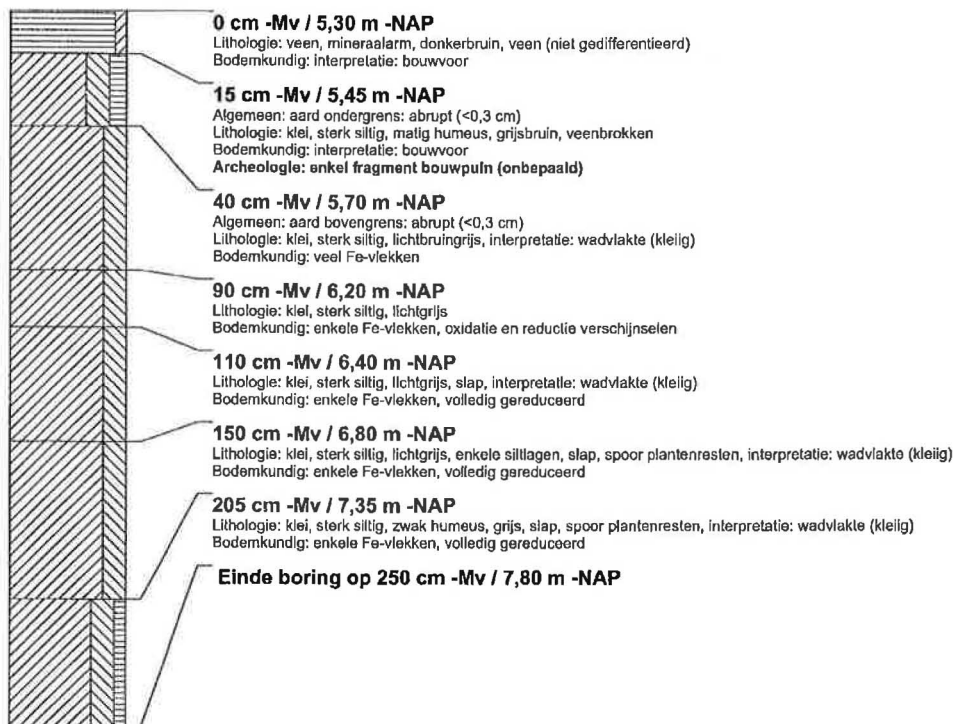 0 cm -Mv / 5,30 m -NAP
Lithologie: veen, mineraalarm, donkerbruin, veen (niet gedifferentieerd)
Bodemkundig: interpretatie: bouwvoor
15 cm -Mv / 5,45 m -NAP
Algemeen: aard ondergrens: abrupt (<0,3 cm)
Lithologie: klei, sterk siltig, matig humeus, grijsbruin, veenbrokken
Bodemkundig: interpretatie: bouwvoor
Archeologie: enkel fragment bouwpuin (onbepaald)
40 cm -Mv / 5,70 m -NAP
Algemeen: aard bovengrens: abrupt (<0,3 cm)
Lithologie: klei, sterk siltig, lichtbruingrijs, interpretatie: wadvlakte (kleiig)
Bodemkundig: veel Fe-vlekken
90 cm -Mv / 6,20 m -NAP
Lithologie: klei, sterk siltig, lichtgrijs
Bodemkundig: enkele Fe-vlekken, oxidatie en reductie verschijnselen
110 cm -Mv / 6,40 m -NAP
Lithologie: klei, sterk siltig, lichtgrijs, slap, interpretatie: wadvlakte (kleiig)
Bodemkundig: enkele Fe-vlekken, volledig gereduceerd
150 cm -Mv / 6,80 m -NAP
Lithologie: klei, sterk siltig, lichtgrijs, enkele siltlagen, slap, spoor plantenresten, interpretatie: wadvlakte (kleiig)
Bodemkundig: enkele Fe-vlekken, volledig gereduceerd
205 cm -Mv / 7,35 m -NAP
Lithologie: klei, sterk siltig, zwak humeus, grijs, slap, spoor plantenresten, interpretatie: wadvlakte (kleiig)
Bodemkundig: enkele Fe-vlekken, volledig gereduceerd
Einde boring op 250 cm -Mv / 7,80 m -NAP